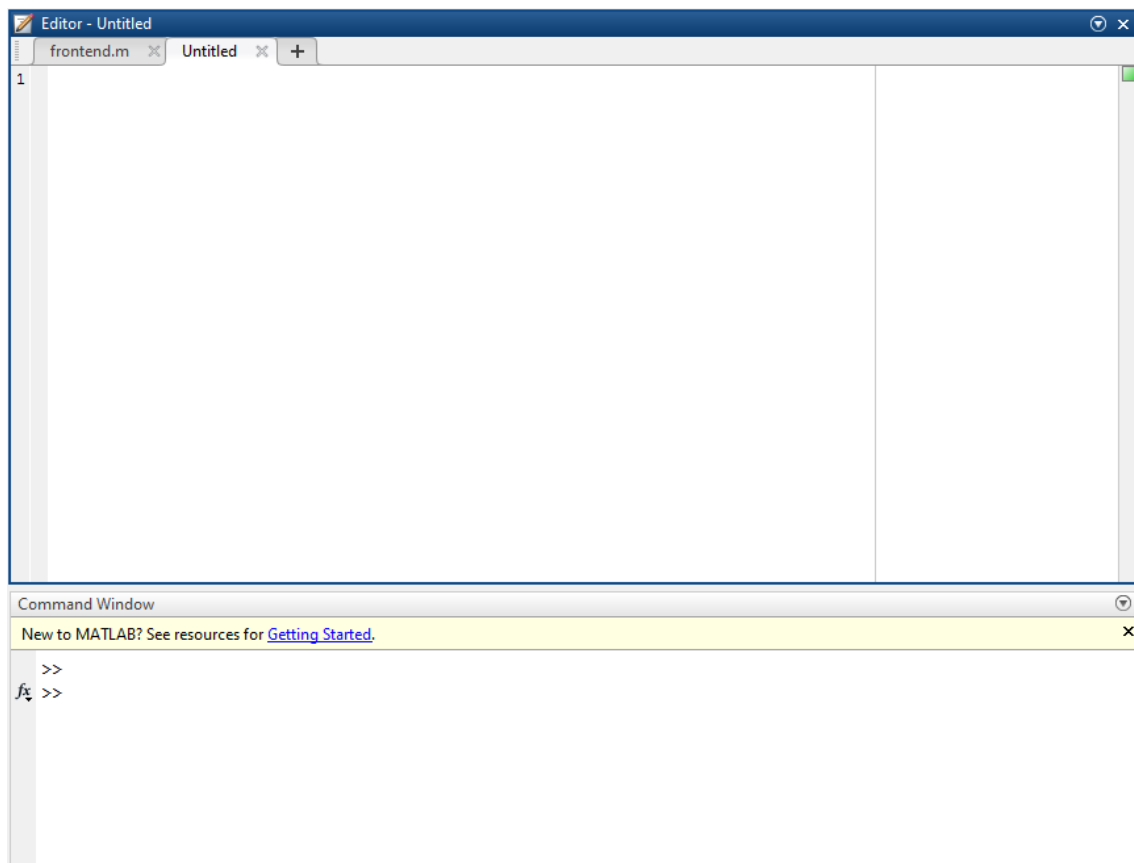 Editor - Untitled
frontend.m Untitled +
1
Command Window
New to MATLAB? See resources for Getting Started.
>>
fx >>